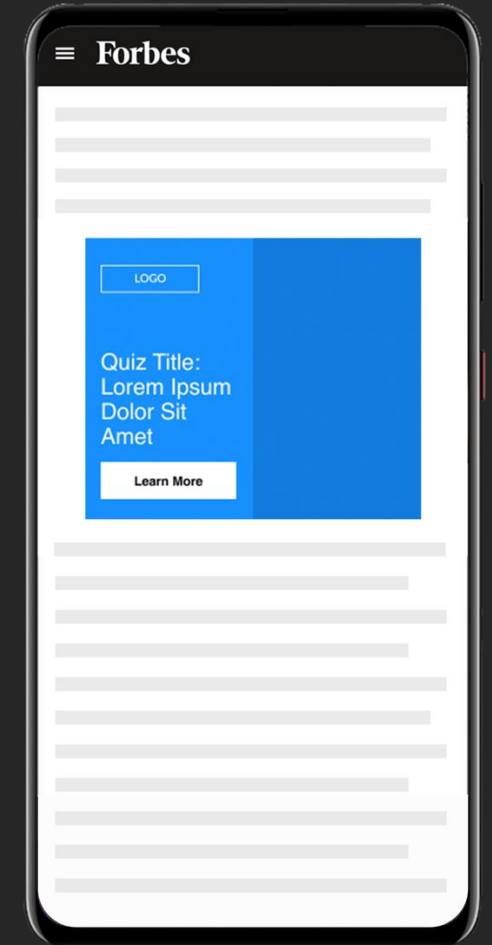 Forbes
LOGO
Quiz Title:
Lorem Ipsum
Dolor Sit
Amet
Learn More